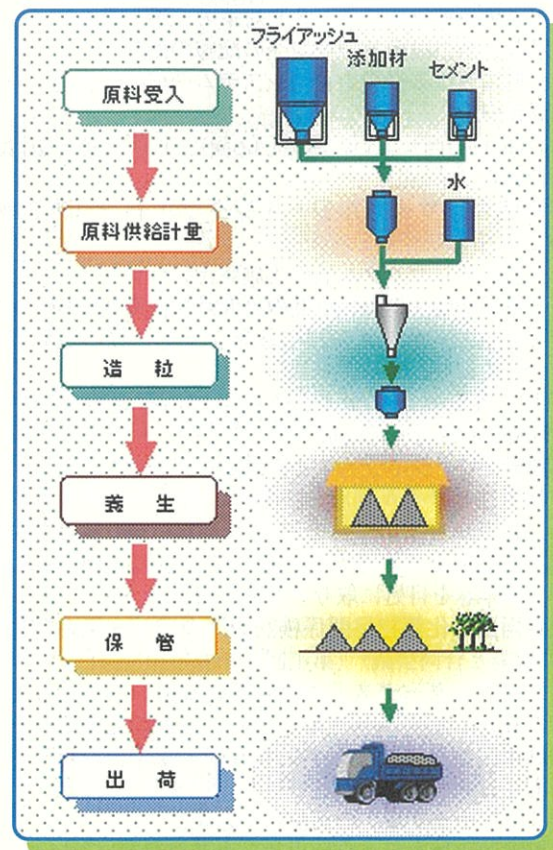 フライアッシュ
添加材
セメント
原料受入
水
原料供給計量
造 粒
養 生
保 管
出 荷